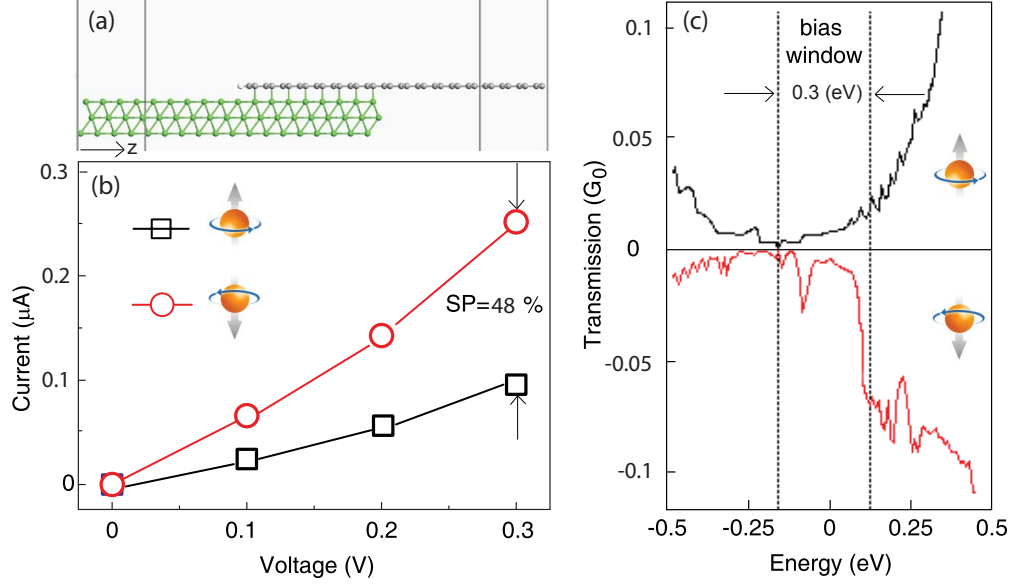 (a)
z
(b)
0.3
0.2
0.1
0
Current (μA)
SP=48 %
0
0.1
0.2
0.3
Voltage (V)
(c)
bias
window
0.3 (eV)
0.05
0
-0.05
-0.1
Transmission (G₀)
-0.5
-0.25
0
0.25
0.5
Energy (eV)